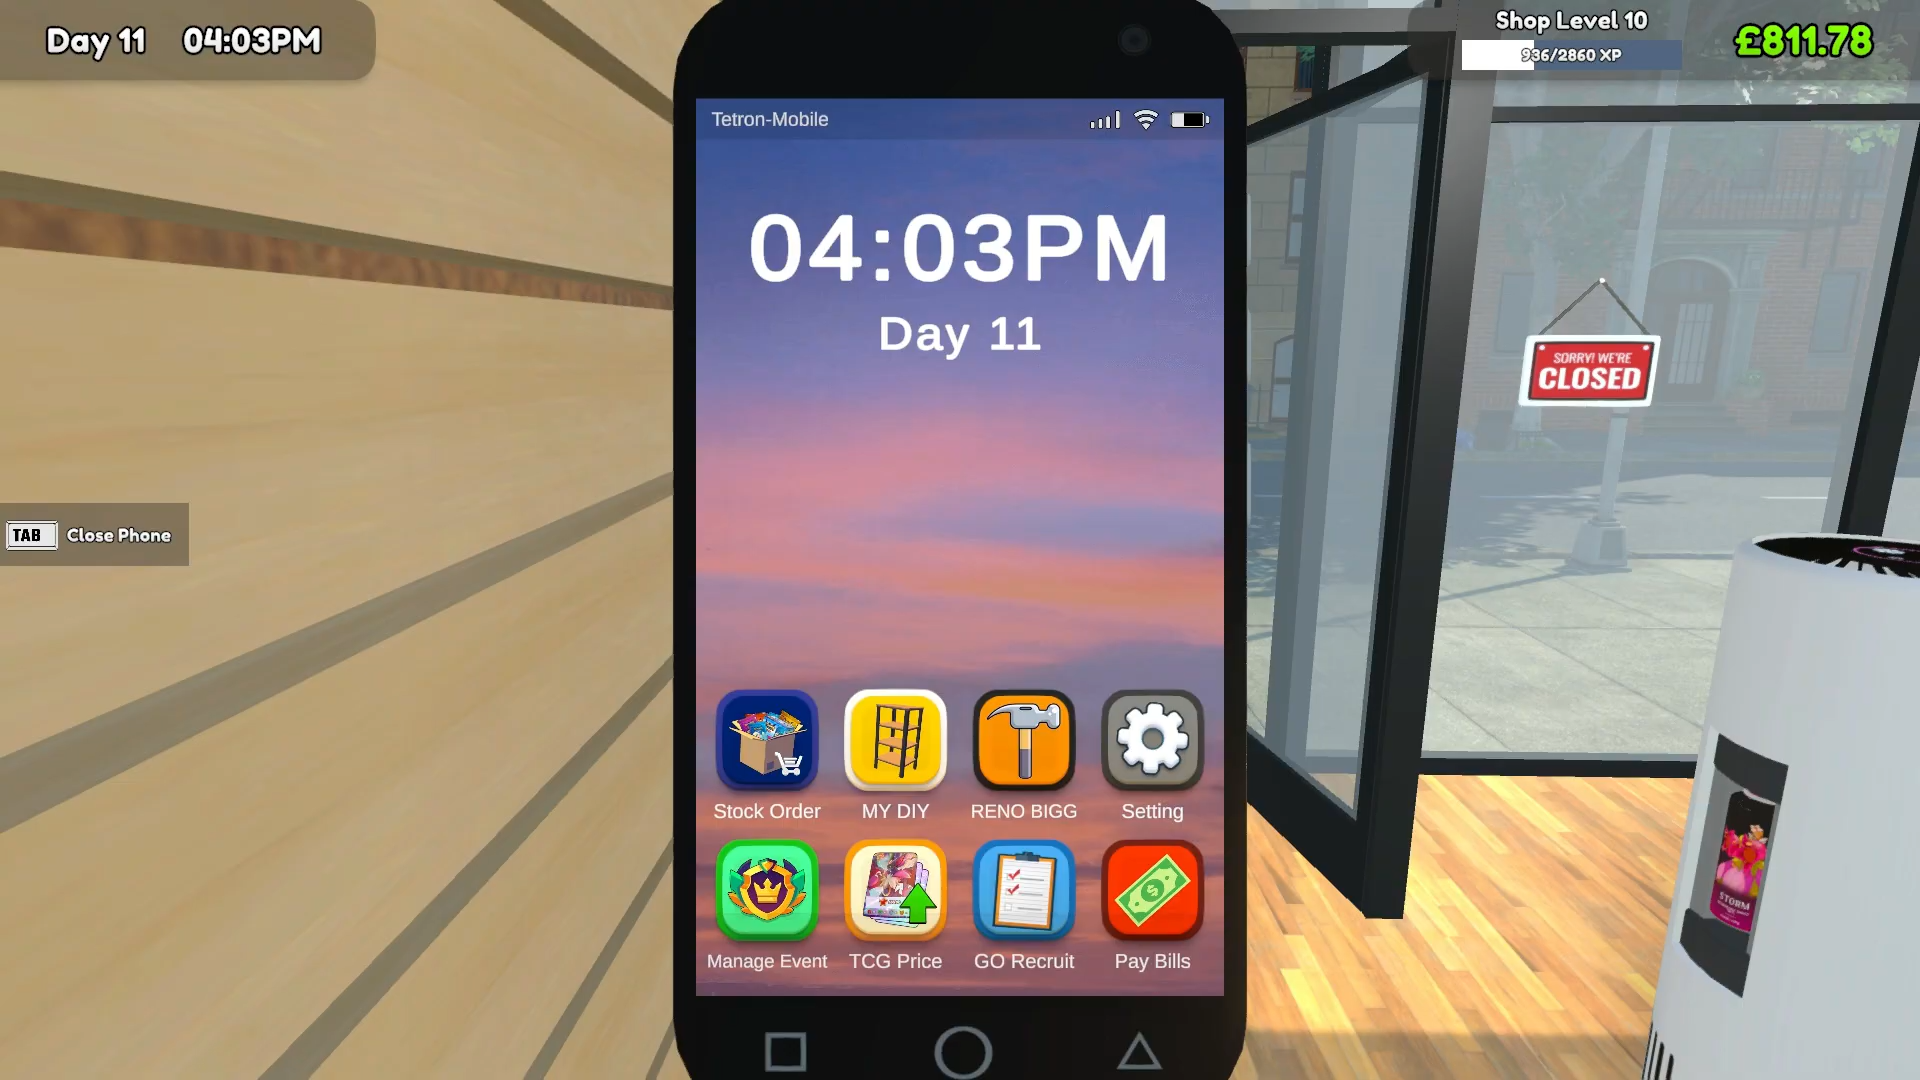 Day 11 04:03PM
Shop Level 10
936/2860 XP
£811.78
Tetron-Mobile
04:03PM
Day 11
SORRY! WE'RE
CLOSED
TAB Close Phone
Stock Order MY DIY RENO BIGG Setting
Manage Event TCG Price GO Recruit Pay Bills
STORM